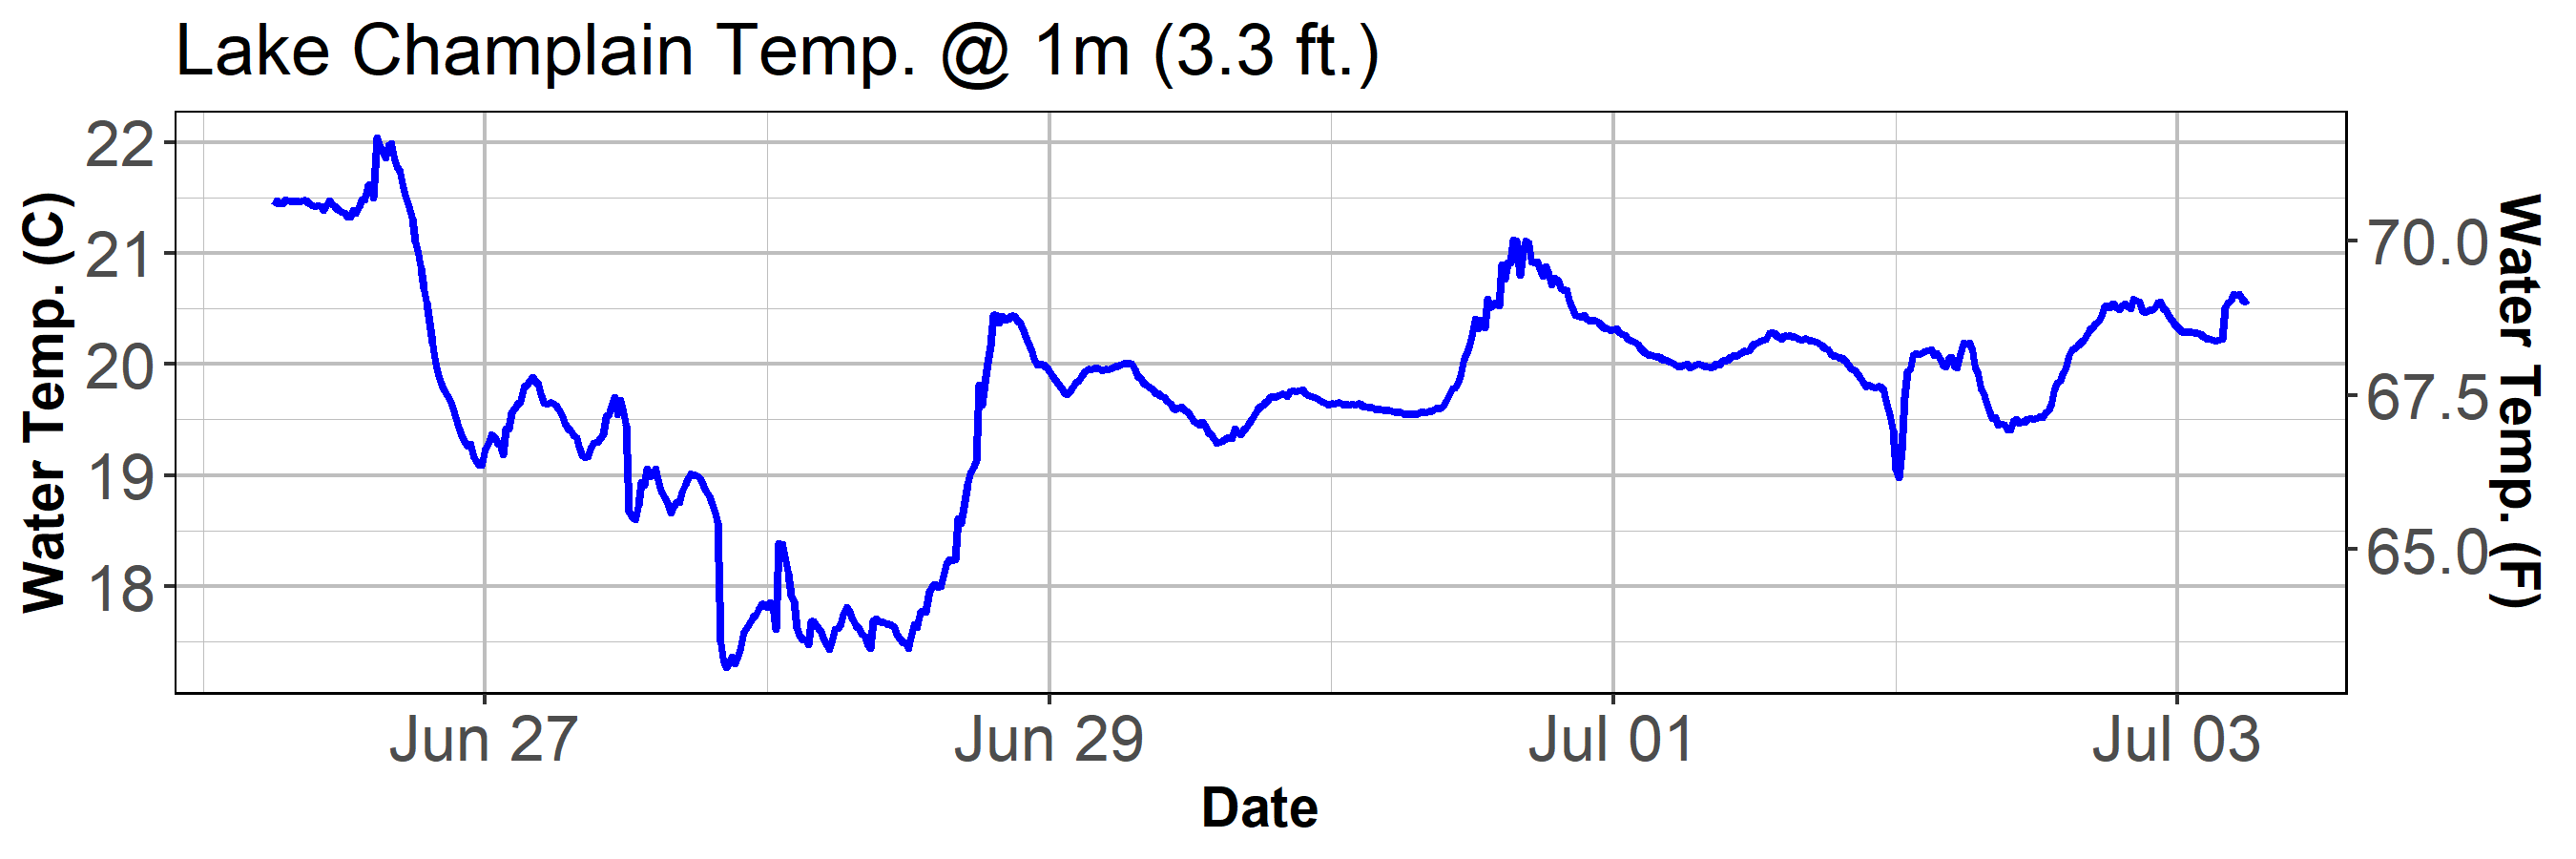 Lake Champlain Temp. @ 1m (3.3 ft.)
Water Temp. (C)
22
21
20
19
18
70.0
67.5
65.0
Water Temp. (F)
Jun 27 Jun 29 Jul 01 Jul 03
Date